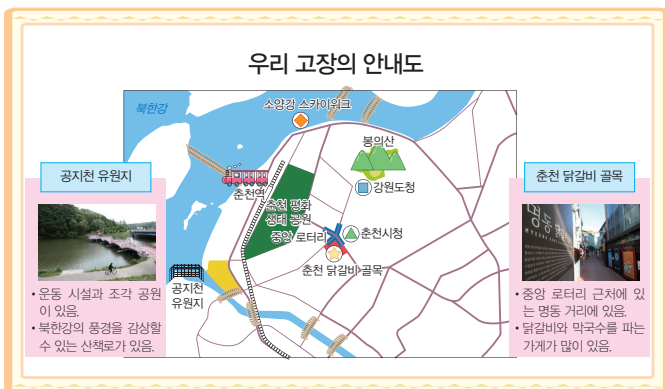 우리 고장의 안내도
북한강
소양강 스카이워크
봉의산
강원도청
춘천역
춘천 평화
생태 공원
중앙 로터리
춘천시청
춘천 닭갈비 골목
공지천
유원지
공지천 유원지
• 운동 시설과 조각 공원
이 있음.
• 북한강의 풍경을 감상할
수 있는 산책로가 있음.
춘천 닭갈비 골목
명동
• 중앙 로터리 근처에 있
는 명동 거리에 있음.
• 닭갈비와 막국수를 파는
가게가 많이 있음.